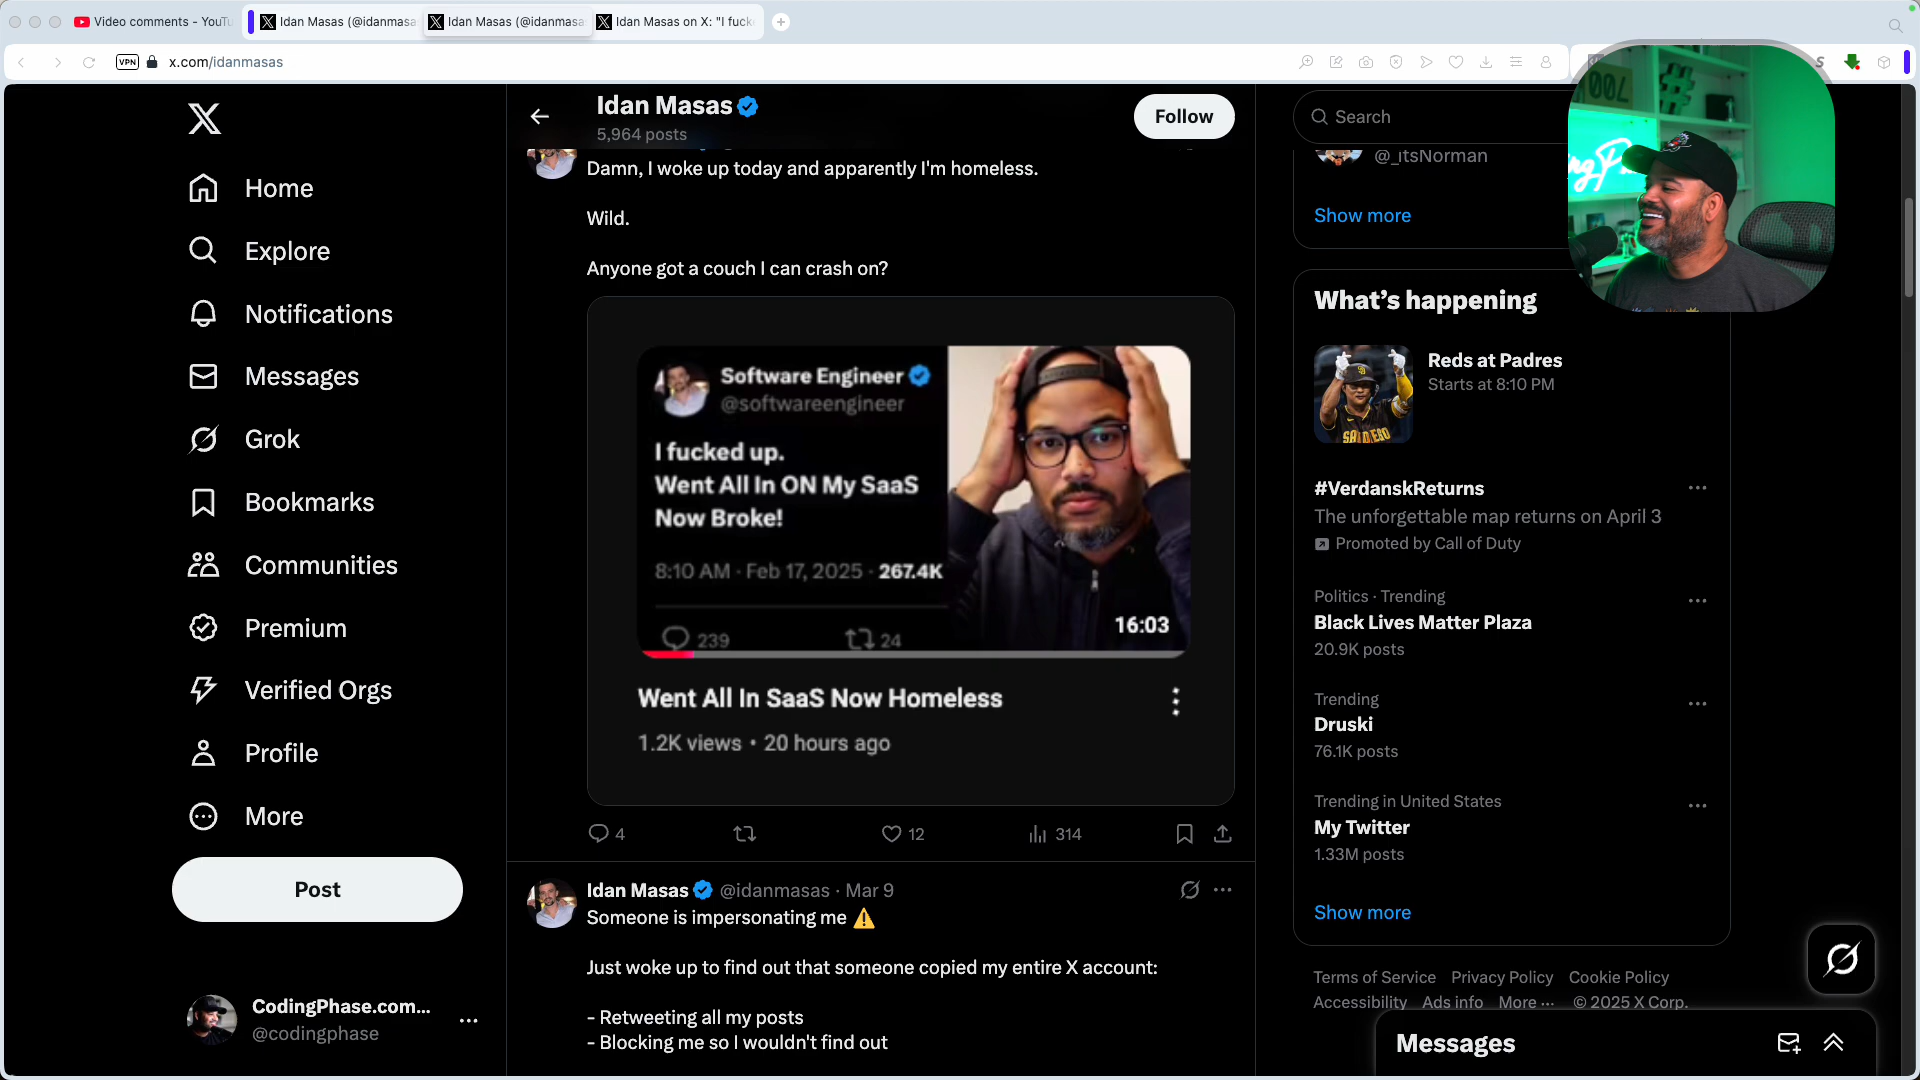 Video comments - YouTu
Idan Masas (@idanmasa
Idan Masas (@idanmasa
Idan Masas on X: "I fuck
VPN
x.com/idanmasas
Home
Explore
Notifications
Messages
Grok
Bookmarks
Communities
Premium
Verified Orgs
Profile
More
Post
CodingPhase.com...
@codingphase
Idan Masas
5,964 posts
Follow
Damn, I woke up today and apparently I'm homeless.
Wild.
Anyone got a couch I can crash on?
Software Engineer
@softwareengineer
I fucked up.
Went All In ON My SaaS
Now Broke!
8:10 AM · Feb 17, 2025 · 267.4K
239
24
16:03
Went All In SaaS Now Homeless
1.2K views • 20 hours ago
4
12
314
Idan Masas @idanmasas · Mar 9
Someone is impersonating me ⚠️
Just woke up to find out that someone copied my entire X account:
- Retweeting all my posts
- Blocking me so I wouldn't find out
Search
@_itsNorman
Show more
What's happening
Reds at Padres
Starts at 8:10 PM
#VerdanskReturns
The unforgettable map returns on April 3
Promoted by Call of Duty
Politics · Trending
Black Lives Matter Plaza
20.9K posts
Trending
Druski
76.1K posts
Trending in United States
My Twitter
1.33M posts
Show more
Terms of Service Privacy Policy Cookie Policy
Accessibility Ads info More ··· © 2025 X Corp.
Messages